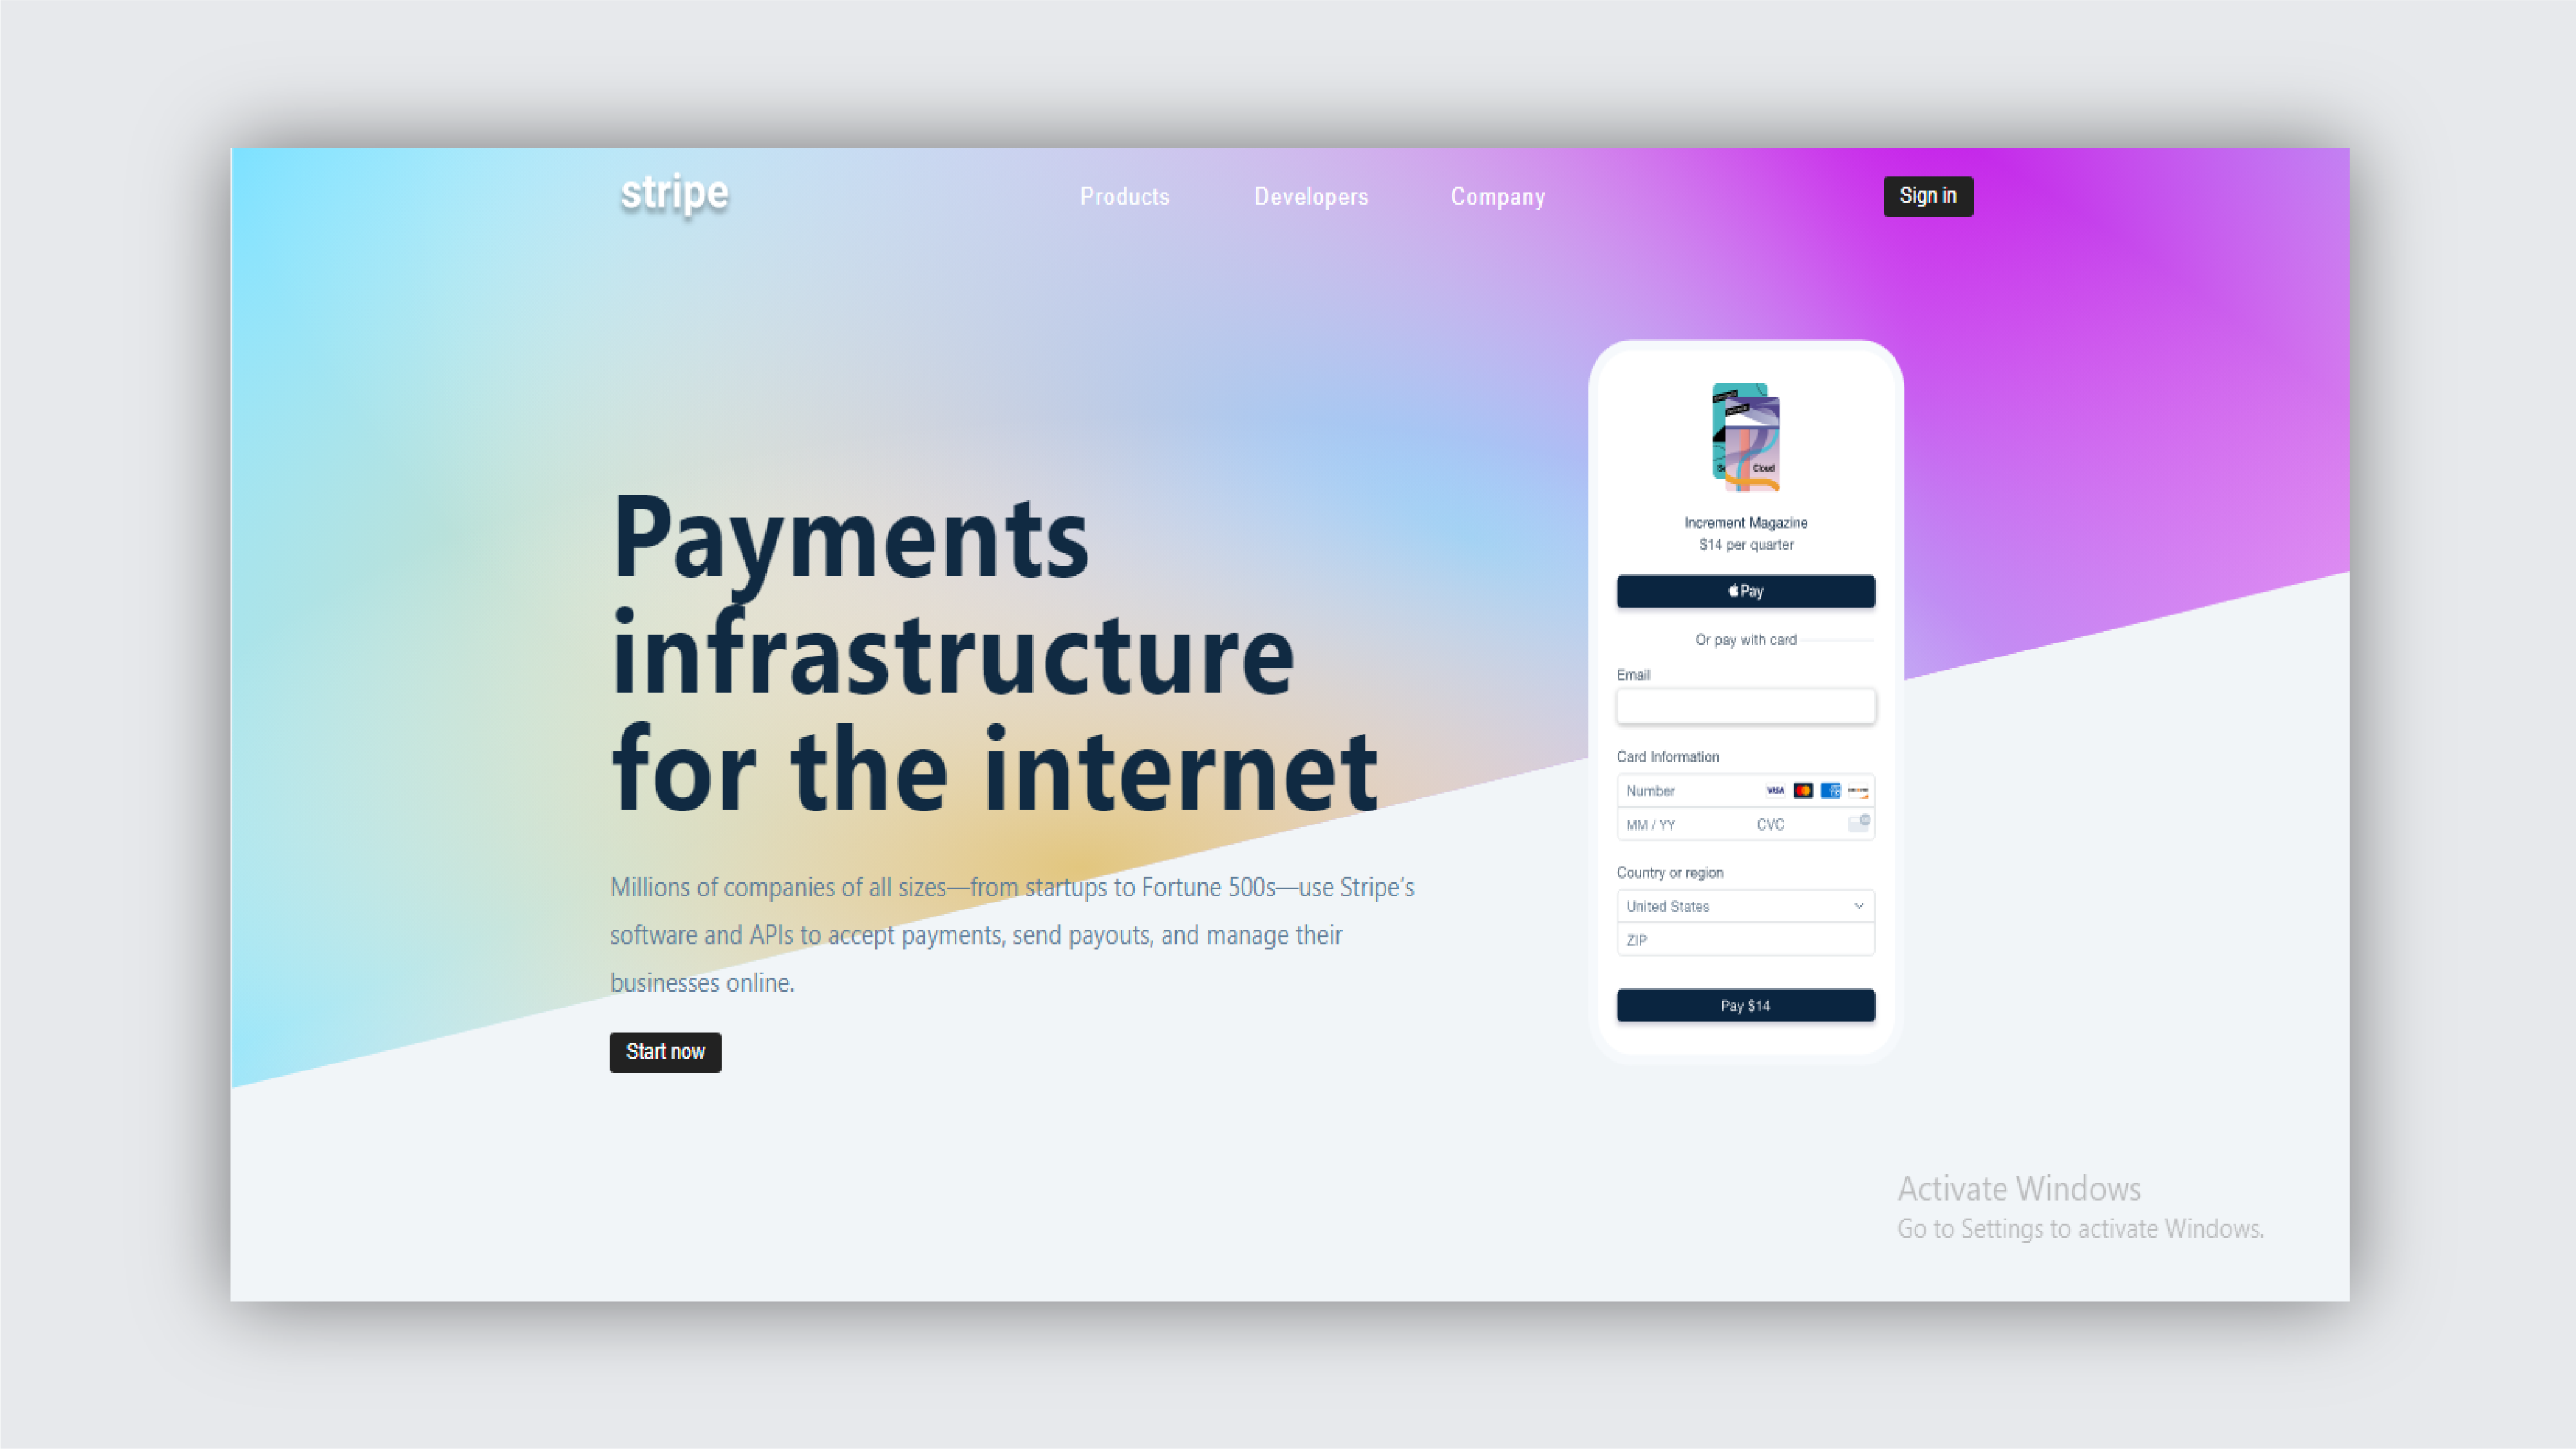 stripe
Products
Developers
Company
Sign in
Payments
infrastructure
for the internet
Millions of companies of all sizes—from startups to Fortune 500s—use Stripe’s
software and APIs to accept payments, send payouts, and manage their
businesses online.
Start now
Cloud
Increment Magazine
$14 per quarter
Pay
Or pay with card
Email
Card Information
Number
VISA
MM / YY
CVC
Country or region
United States
ZIP
Pay $14
Activate Windows
Go to Settings to activate Windows.